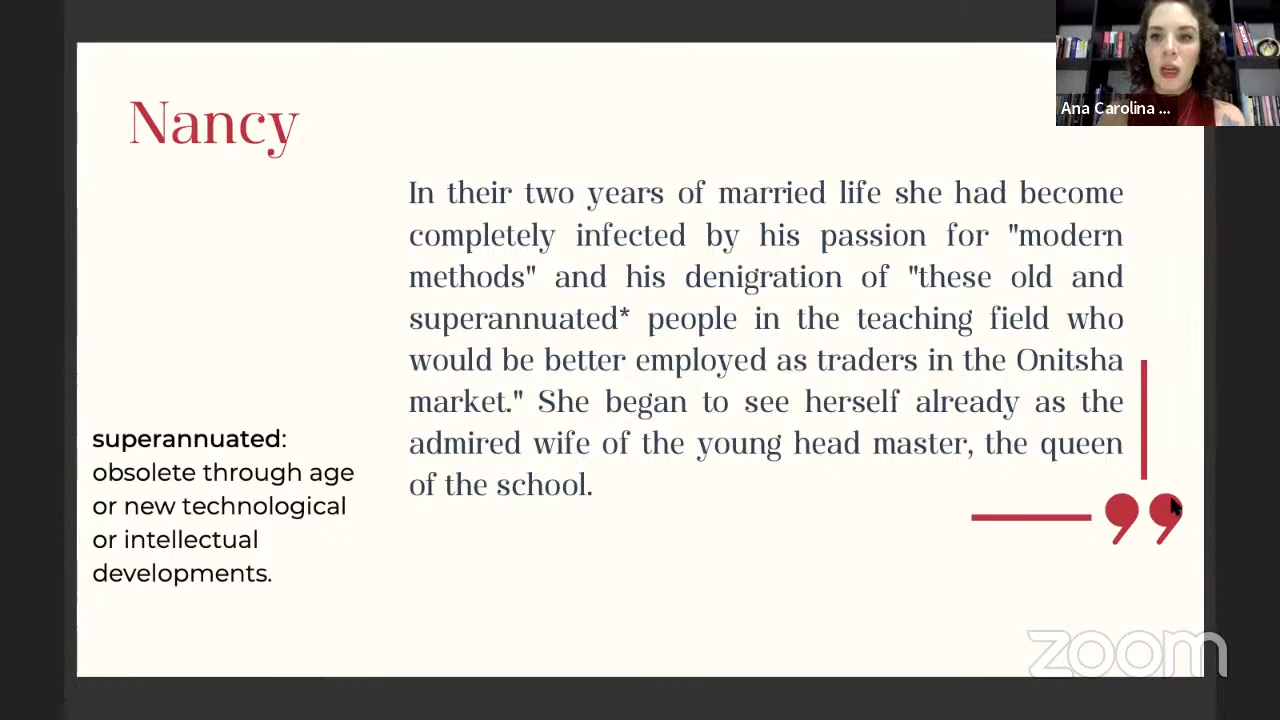 Ana Carolina ...
Nancy
In their two years of married life she had become
completely infected by his passion for "modern
methods" and his denigration of "these old and
superannuated* people in the teaching field who
would be better employed as traders in the Onitsha
market." She began to see herself already as the
admired wife of the young head master, the queen
of the school.
superannuated:
obsolete through age
or new technological
or intellectual
developments.
zoom